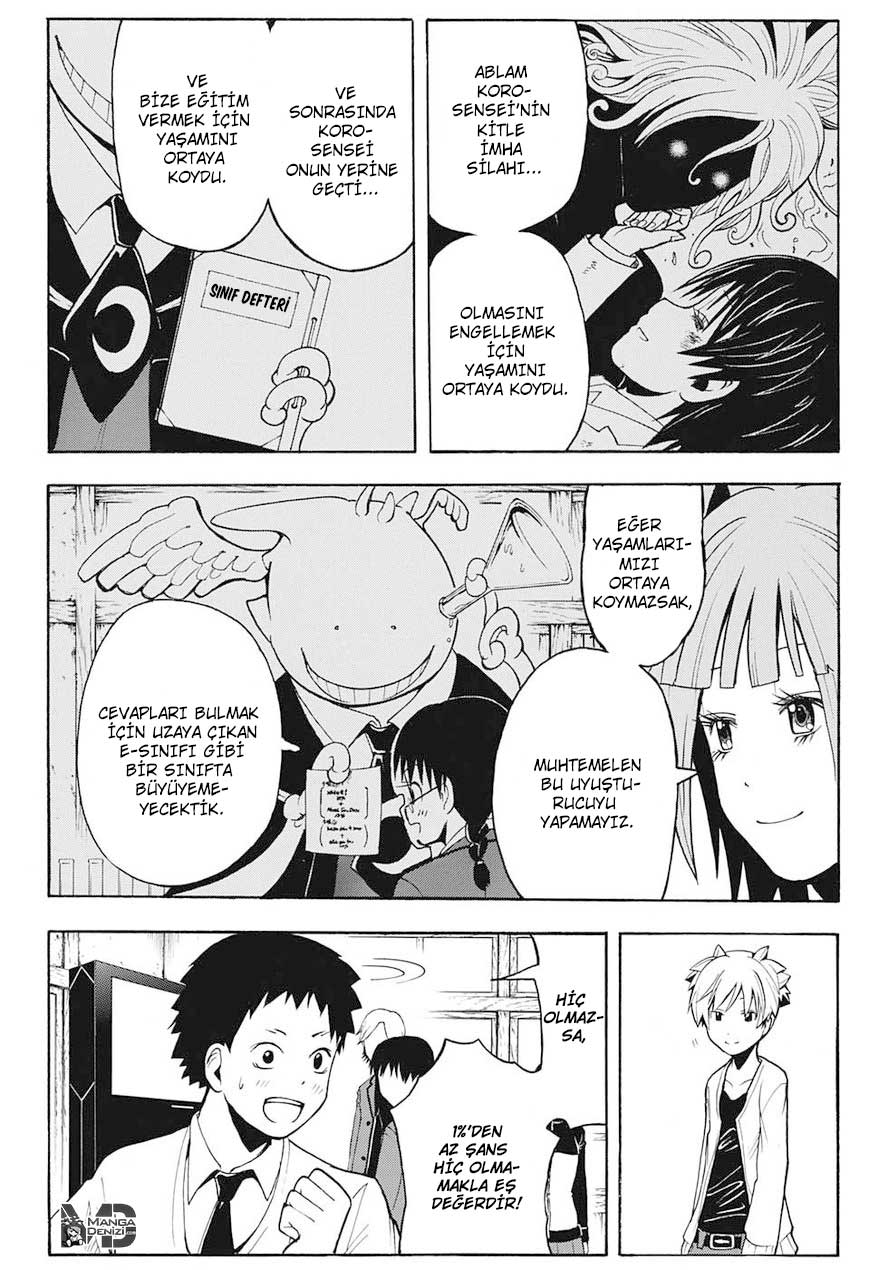 ABLAM
KORO-
SENSEİ'NİN
KİTLE
İMHA
SİLAHI...
OLMASINI
ENGELLEMEK
İÇİN
YAŞAMINI
ORTAYA KOYDU.
VE
SONRASINDA
KORO-
SENSEİ
ONUN YERİNE
GEÇTİ...
VE
BİZE EĞİTİM
VERMEK İÇİN
YAŞAMINI
ORTAYA
KOYDU.
SINIF DEFTERİ
EĞER
YAŞAMLARI-
MIZI
ORTAYA
KOYMAZSAK,
MUHTEMELEN
BU UYUŞTU-
RUCUYU
YAPAMAYIZ.
CEVAPLARI BULMAK
İÇİN UZAYA ÇIKAN
E-SINIFI GİBİ
BİR SINIFTA
BÜYÜYEME-
YECEKTİK.
HİÇ
OLMAZ-
SA,
1%'DEN
AZ ŞANS
HİÇ OLMA-
MAKLA EŞ
DEĞERDİR!
MANGA
DENİZİ.com